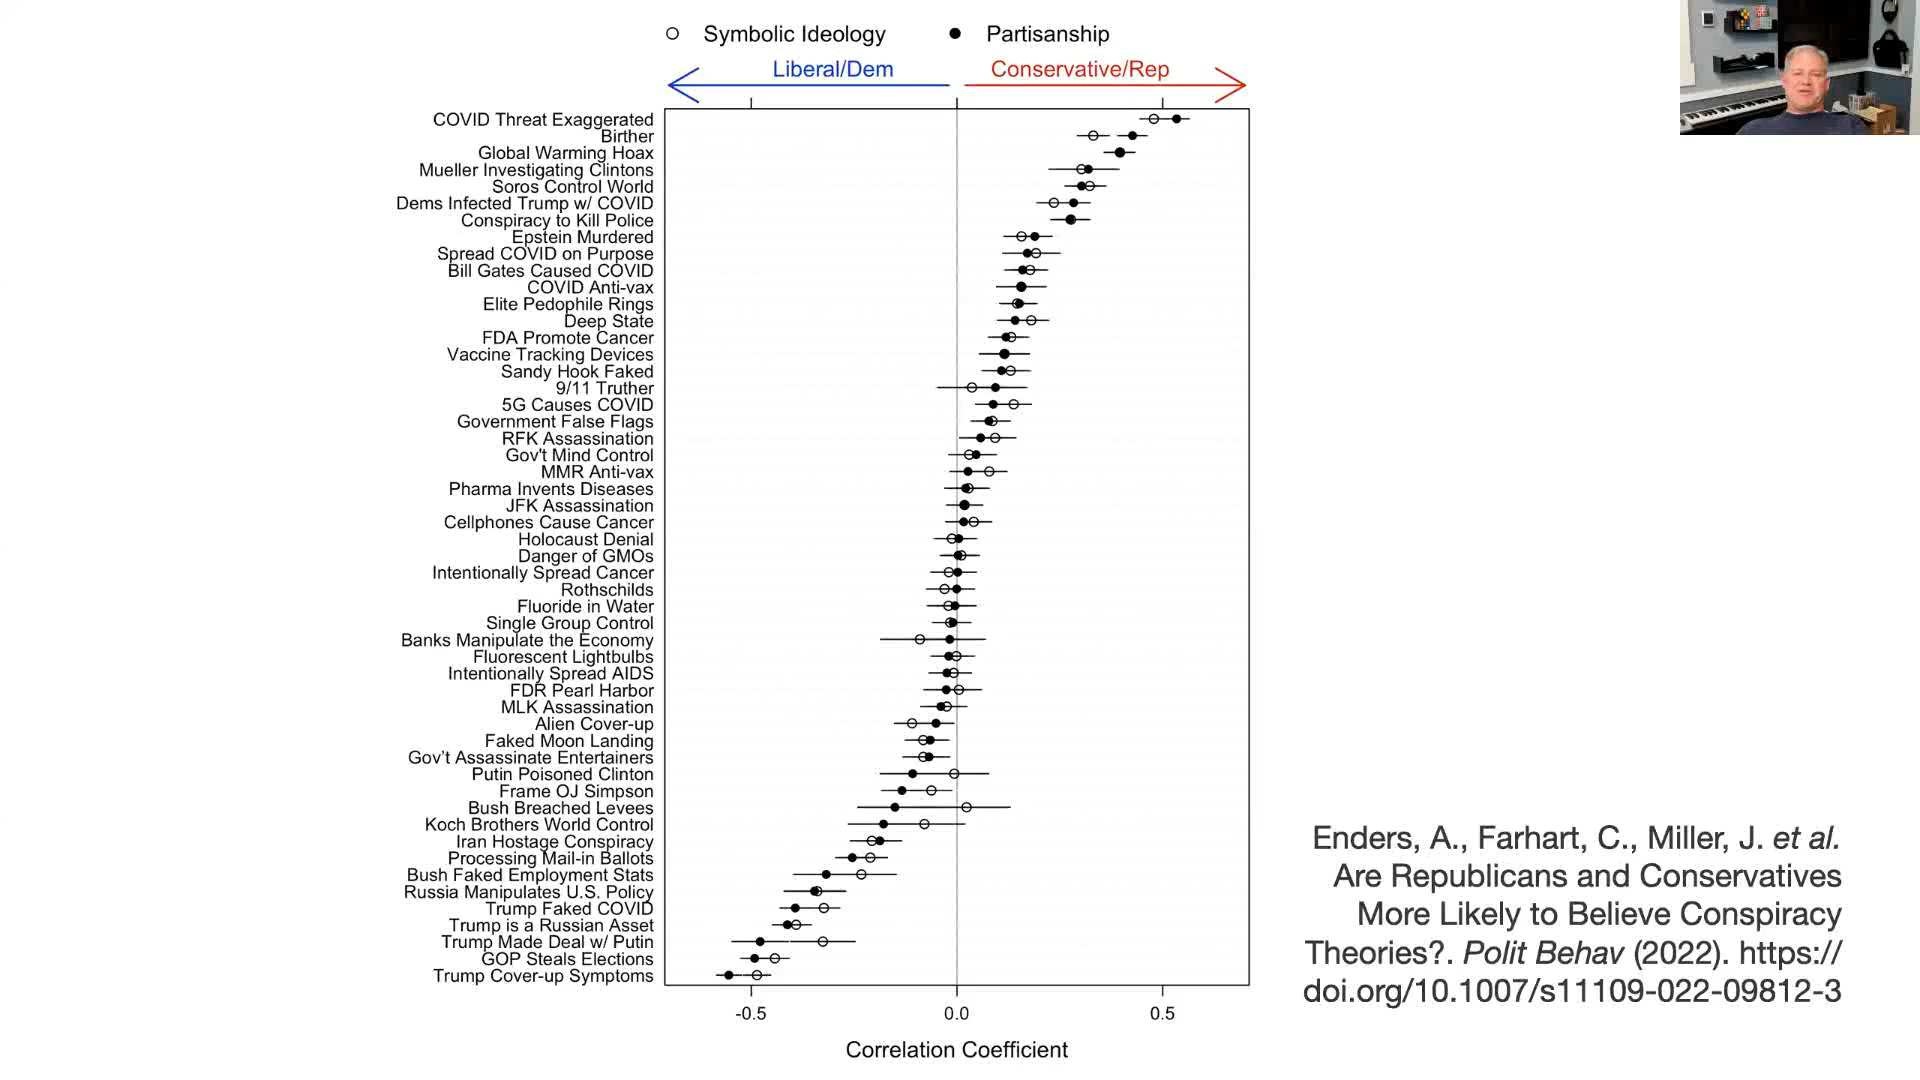 Symbolic Ideology
Partisanship
Liberal/Dem
Conservative/Rep
COVID Threat Exaggerated
Birther
Global Warming Hoax
Mueller Investigating Clintons
Soros Control World
Dems Infected Trump w/ COVID
Conspiracy to Kill Police
Epstein Murdered
Spread COVID on Purpose
Bill Gates Caused COVID
COVID Anti-vax
Elite Pedophile Rings
Deep State
FDA Promote Cancer
Vaccine Tracking Devices
Sandy Hook Faked
9/11 Truther
5G Causes COVID
Government False Flags
RFK Assassination
Gov't Mind Control
MMR Anti-vax
Pharma Invents Diseases
JFK Assassination
Cellphones Cause Cancer
Holocaust Denial
Danger of GMOs
Intentionally Spread Cancer
Rothschilds
Fluoride in Water
Single Group Control
Banks Manipulate the Economy
Fluorescent Lightbulbs
Intentionally Spread AIDS
FDR Pearl Harbor
MLK Assassination
Alien Cover-up
Faked Moon Landing
Gov’t Assassinate Entertainers
Putin Poisoned Clinton
Frame OJ Simpson
Bush Breached Levees
Koch Brothers World Control
Iran Hostage Conspiracy
Processing Mail-in Ballots
Bush Faked Employment Stats
Russia Manipulates U.S. Policy
Trump Faked COVID
Trump is a Russian Asset
Trump Made Deal w/ Putin
GOP Steals Elections
Trump Cover-up Symptoms
-0.5
0.0
0.5
Correlation Coefficient
Enders, A., Farhart, C., Miller, J. et al.
Are Republicans and Conservatives
More Likely to Believe Conspiracy
Theories?. Polit Behav (2022). https://
doi.org/10.1007/s11109-022-09812-3